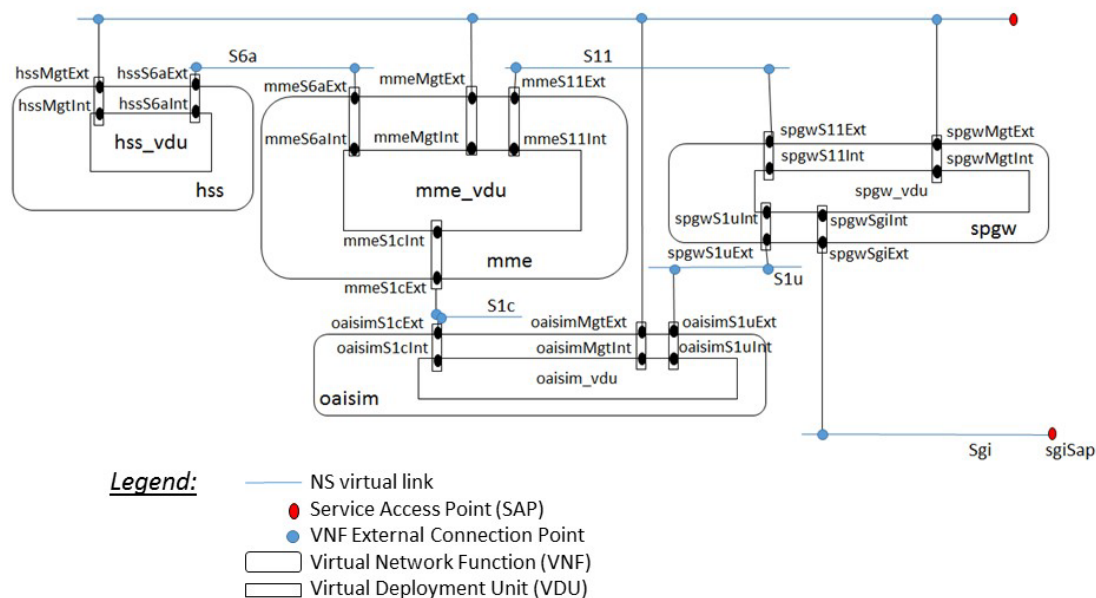 S6a
S11
hssMgtExt
hssS6aExt
mmeS6aExt
mmeMgtExt
mmeS11Ext
hssMgtInt
hssS6aInt
mmeS6aInt
mmeMgtInt
mmeS11Int
spgwS11Ext
spgwMgtExt
spgwS11Int
spgwMgtInt
hss_vdu
hss
mme_vdu
spgw_vdu
spgwS1uInt
spgwSgiInt
spgw
mmeS1cInt
mme
spgwS1uExt
spgwSgiExt
mmeS1cExt
S1u
S1c
oaisimS1cExt
oaisimMgtExt
oaisimS1uExt
oaisimS1cInt
oaisimMgtInt
oaisimS1uInt
oaisim_vdu
oaisim
Sgi
sgiSap
Legend:
NS virtual link
Service Access Point (SAP)
VNF External Connection Point
Virtual Network Function (VNF)
Virtual Deployment Unit (VDU)